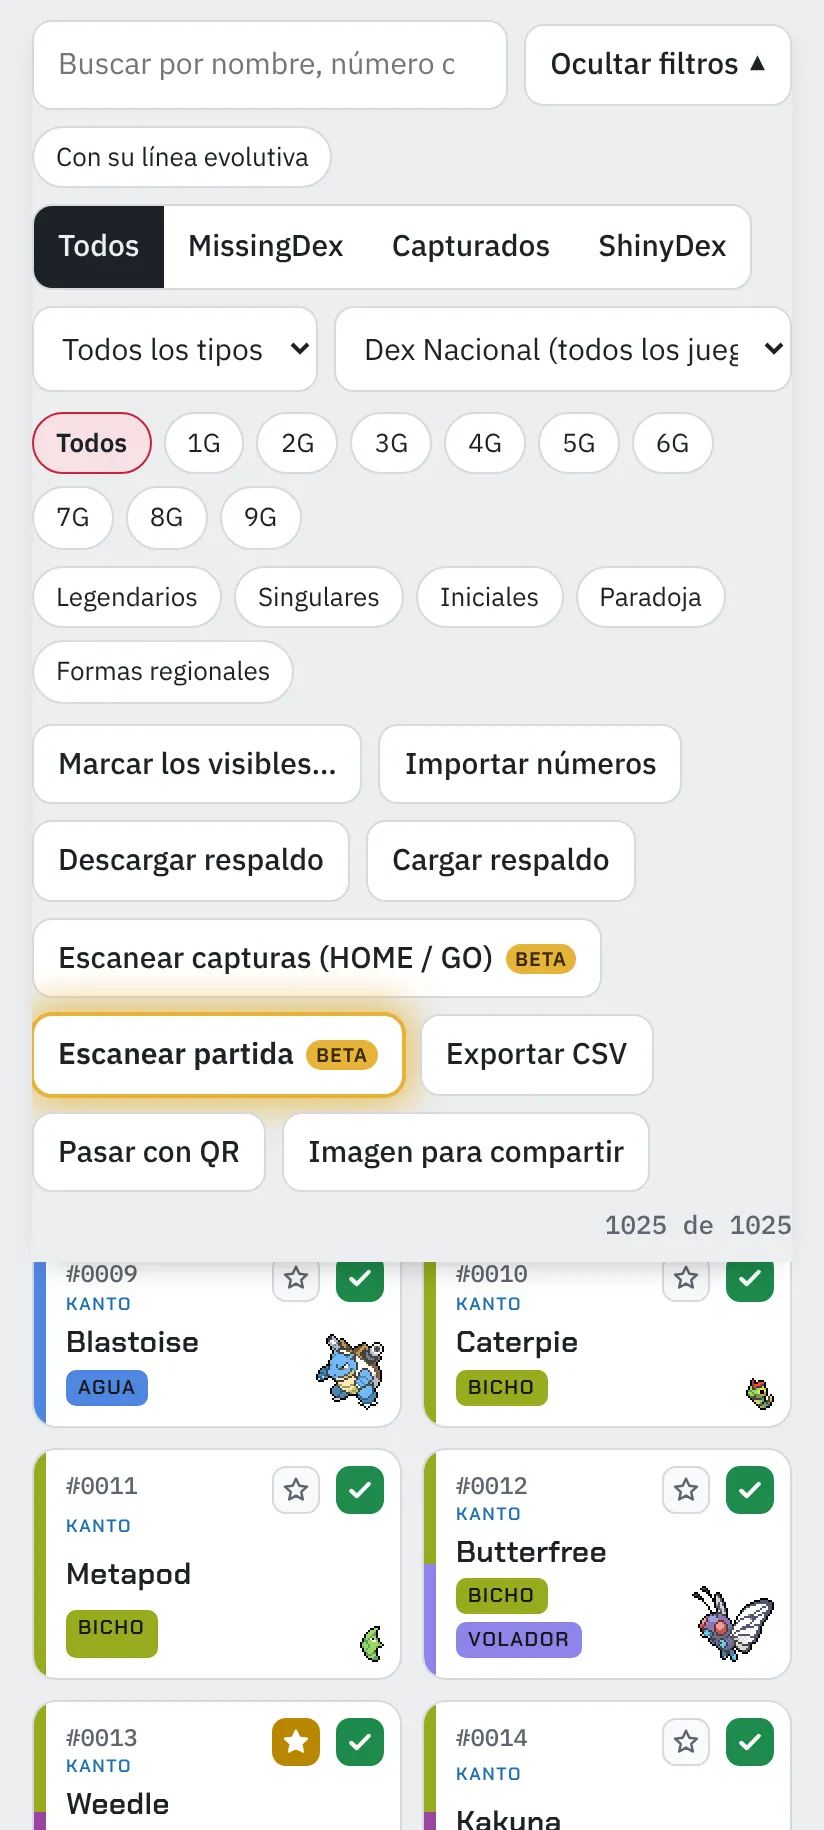 Buscar por nombre, número c
Ocultar filtros ▲
Con su línea evolutiva
Todos MissingDex Capturados ShinyDex
Todos los tipos Dex Nacional (todos los jueg
Todos 1G 2G 3G 4G 5G 6G
7G 8G 9G
Legendarios Singulares Iniciales Paradoja
Formas regionales
Marcar los visibles... Importar números
Descargar respaldo Cargar respaldo
Escanear capturas (HOME / GO) BETA
Escanear partida BETA Exportar CSV
Pasar con QR Imagen para compartir
1025 de 1025
#0009
KANTO
Blastoise
AGUA
#0010
KANTO
Caterpie
BICHO
#0011
KANTO
Metapod
BICHO
#0012
KANTO
Butterfree
BICHO
VOLADOR
#0013
KANTO
Weedle
#0014
KANTO
Kakuna